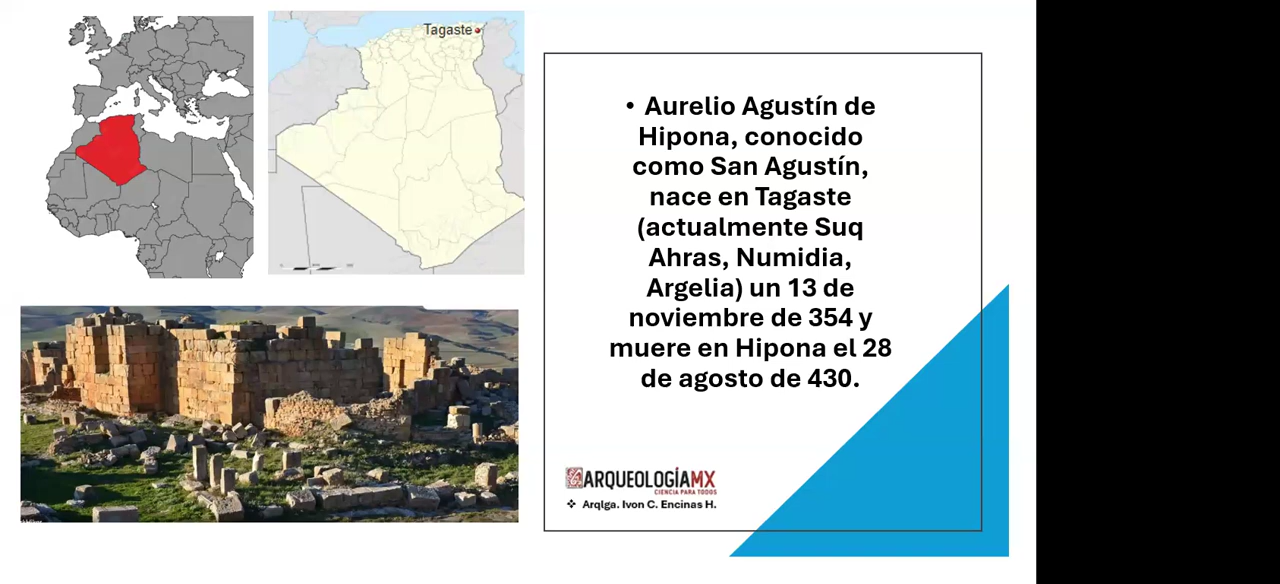 Tagaste
• Aurelio Agustín de
Hipona, conocido
como San Agustín,
nace en Tagaste
(actualmente Suq
Ahras, Numidia,
Argelia) un 13 de
noviembre de 354 y
muere en Hipona el 28
de agosto de 430.
ARQUEOLOGÍAMX
CIENCIA PARA TODOS
❖ Arqlga. Ivon C. Encinas H.